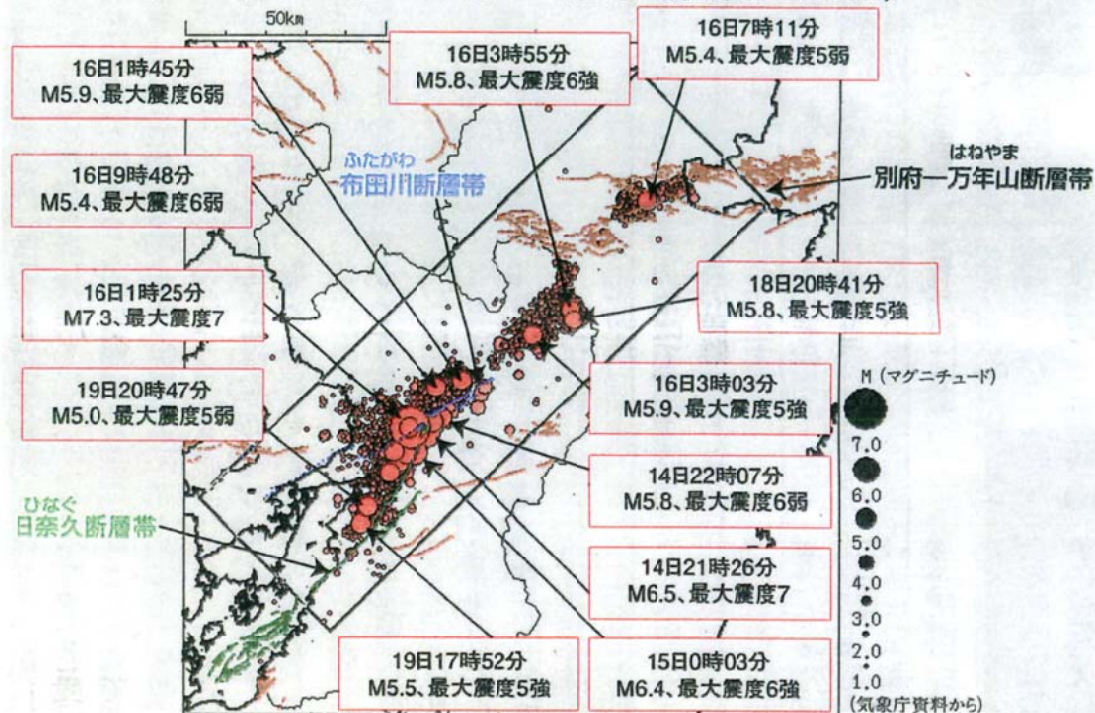 50km
16日1時45分
M5.9、最大震度6弱
16日3時55分
M5.8、最大震度6強
16日7時11分
M5.4、最大震度5弱
16日9時48分
M5.4、最大震度6弱
ふたがわ
布田川断層帯
はねやま
別府ー万年山断層帯
16日1時25分
M7.3、最大震度7
18日20時41分
M5.8、最大震度5強
19日20時47分
M5.0、最大震度5弱
16日3時03分
M5.9、最大震度5強
14日22時07分
M5.8、最大震度6弱
ひなぐ
日奈久断層帯
14日21時26分
M6.5、最大震度7
19日17時52分
M5.5、最大震度5強
15日0時03分
M6.4、最大震度6強
M (マグニチュード)
7.0
6.0
5.0
4.0
3.0
2.0
1.0
(気象庁資料から)